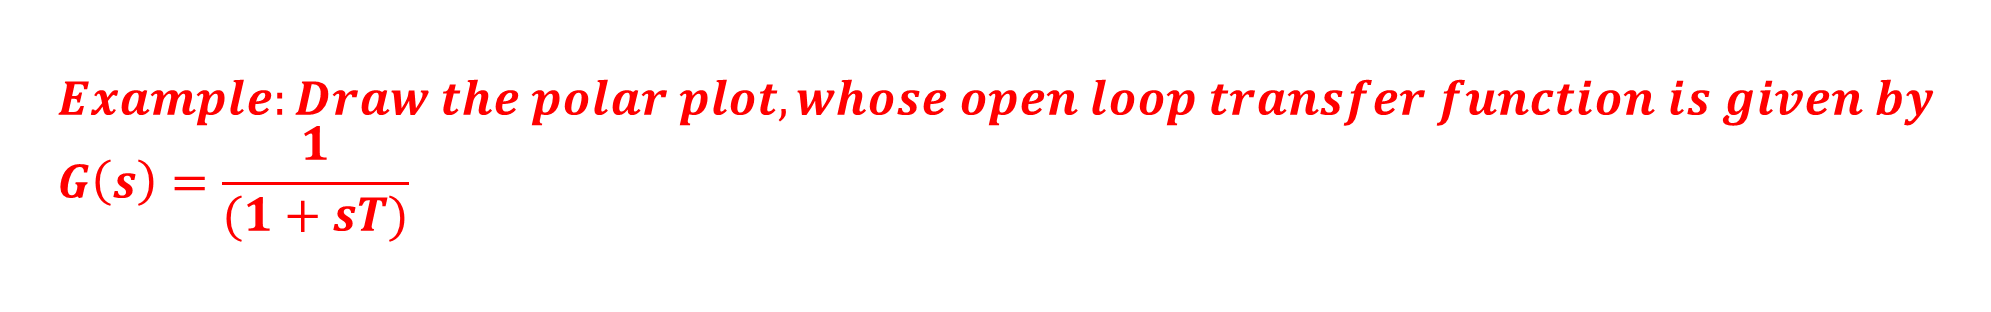 Example: Draw the polar plot, whose open loop transfer function is given by
G(s) = 1 / (1 + sT)